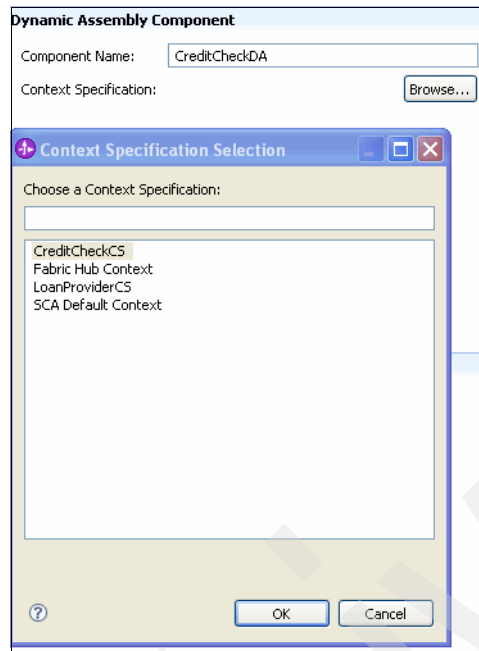 Dynamic Assembly Component
Component Name: CreditCheckDA
Context Specification: Browse...
Context Specification Selection
Choose a Context Specification:
CreditCheckCS
Fabric Hub Context
LoanProviderCS
SCA Default Context
? OK Cancel